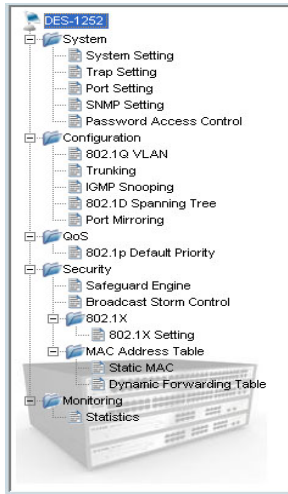 DES-1252
System
System Setting
Trap Setting
Port Setting
SNMP Setting
Password Access Control
Configuration
802.1Q VLAN
Trunking
IGMP Snooping
802.1D Spanning Tree
Port Mirroring
QoS
802.1p Default Priority
Security
Safeguard Engine
Broadcast Storm Control
802.1X
802.1X Setting
MAC Address Table
Static MAC
Dynamic Forwarding Table
Monitoring
Statistics